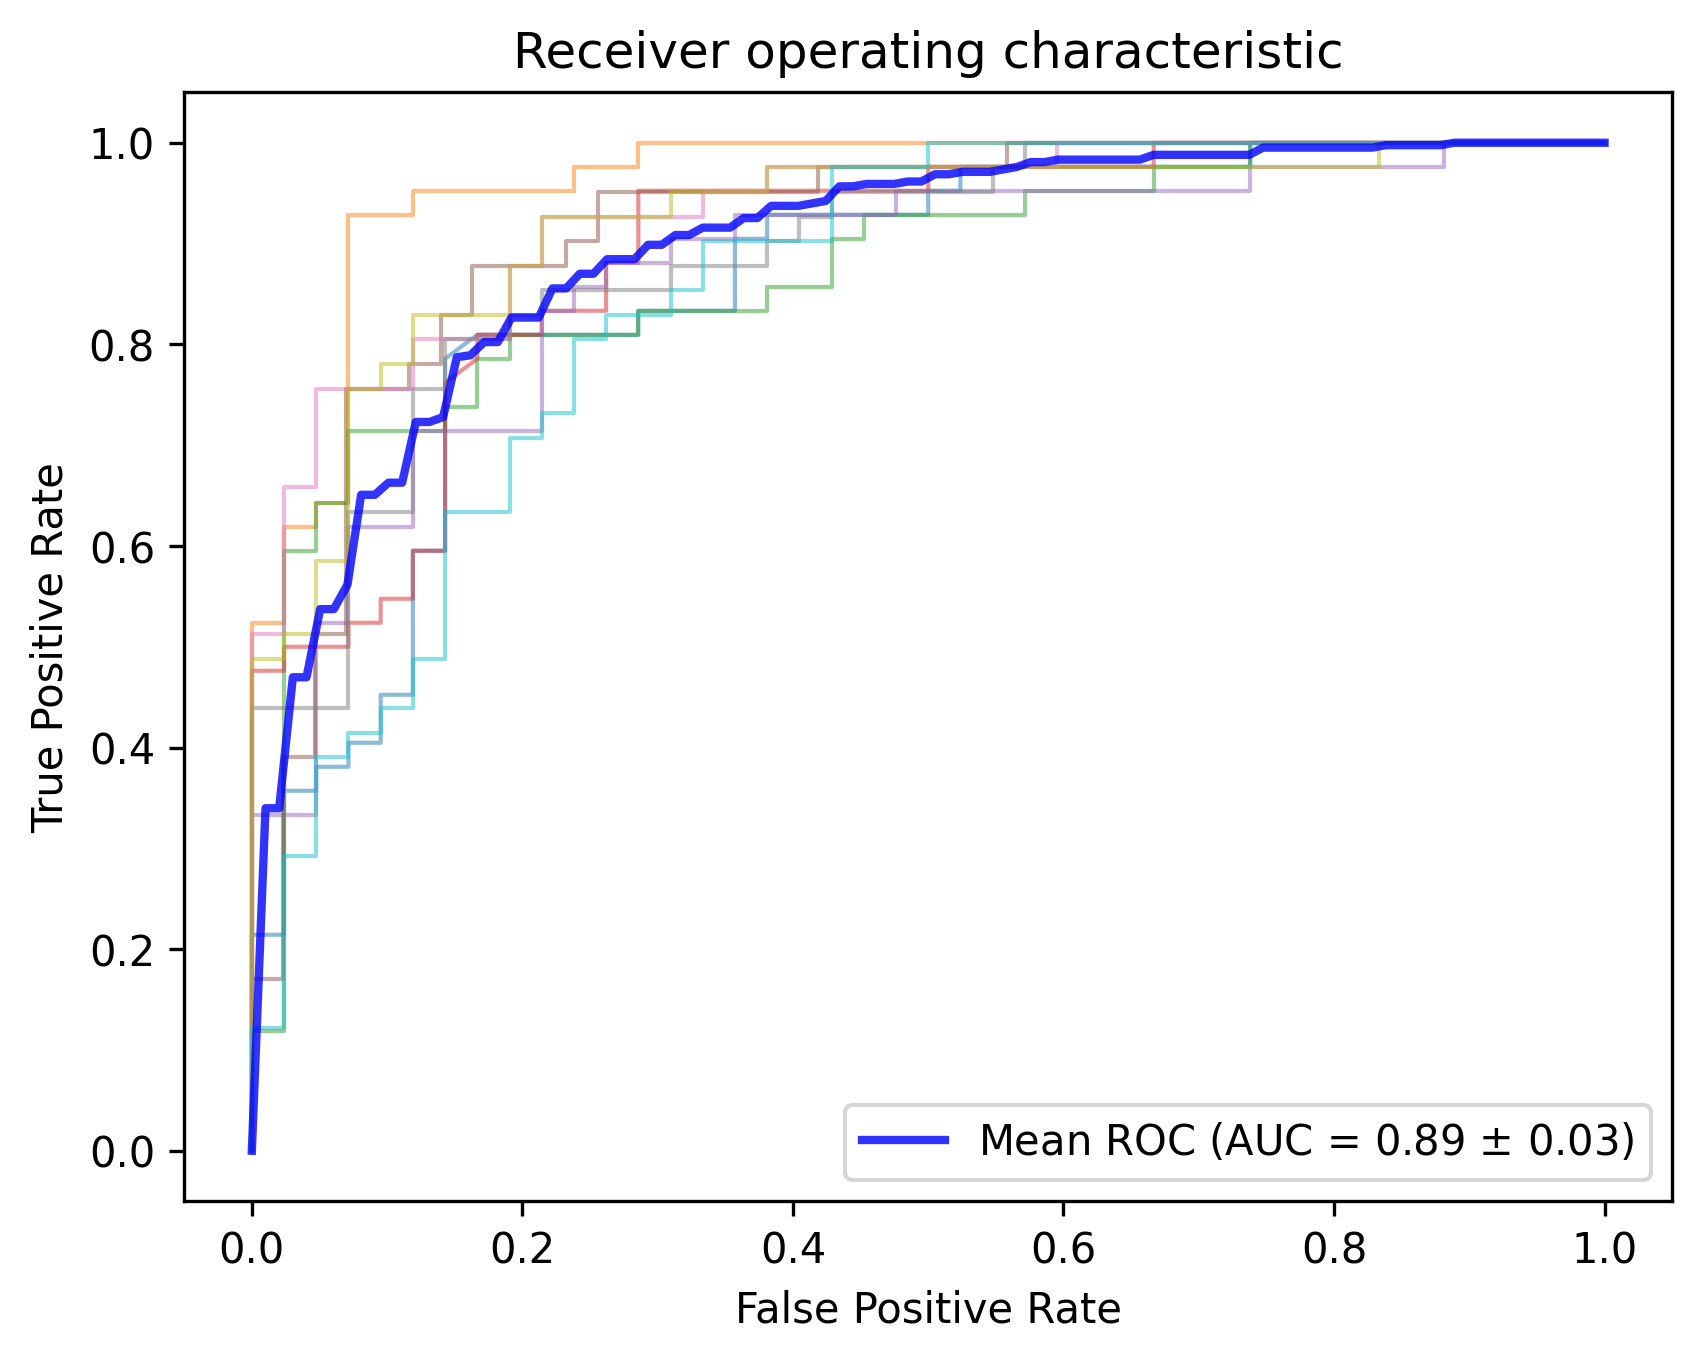 Receiver operating characteristic
True Positive Rate
1.0
0.8
0.6
0.4
0.2
0.0
Mean ROC (AUC = 0.89 ± 0.03)
0.0 0.2 0.4 0.6 0.8 1.0
False Positive Rate